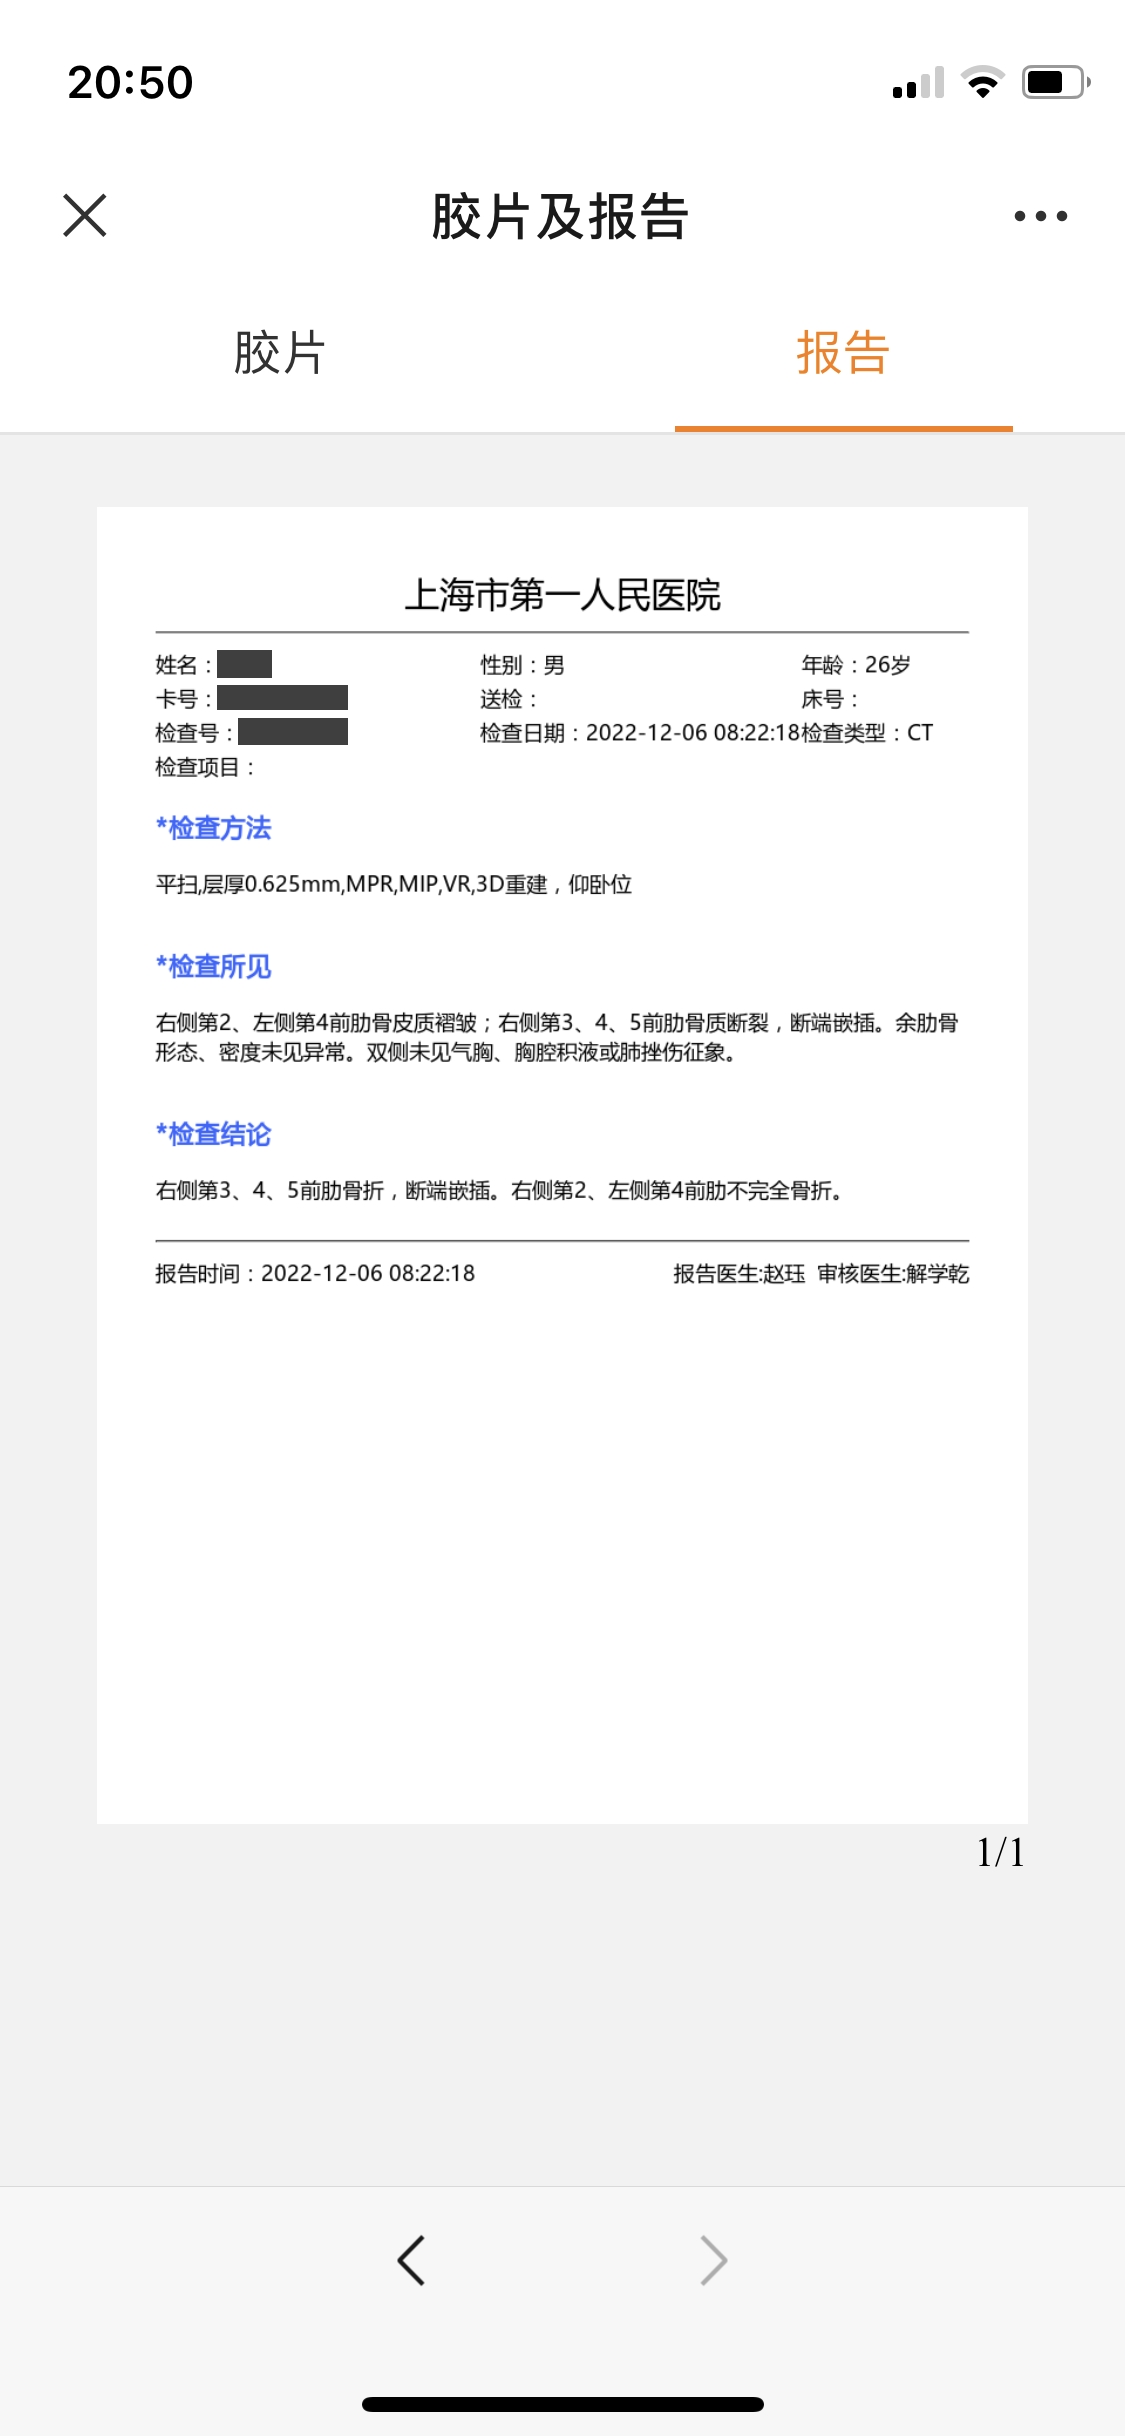 20:50
胶片及报告
胶片
报告
上海市第一人民医院
姓名：
性别：男
年龄：26岁
卡号：
送检：
床号：
检查号：
检查日期：2022-12-06 08:22:18检查类型：CT
检查项目：
*检查方法
平扫,层厚0.625mm,MPR,MIP,VR,3D重建，仰卧位
*检查所见
右侧第2、左侧第4前肋骨皮质褶皱；右侧第3、4、5前肋骨质断裂，断端嵌插。余肋骨
形态、密度未见异常。双侧未见气胸、胸腔积液或肺挫伤征象。
*检查结论
右侧第3、4、5前肋骨折，断端嵌插。右侧第2、左侧第4前肋不完全骨折。
报告时间：2022-12-06 08:22:18
报告医生:赵珏 审核医生:解学乾
1/1